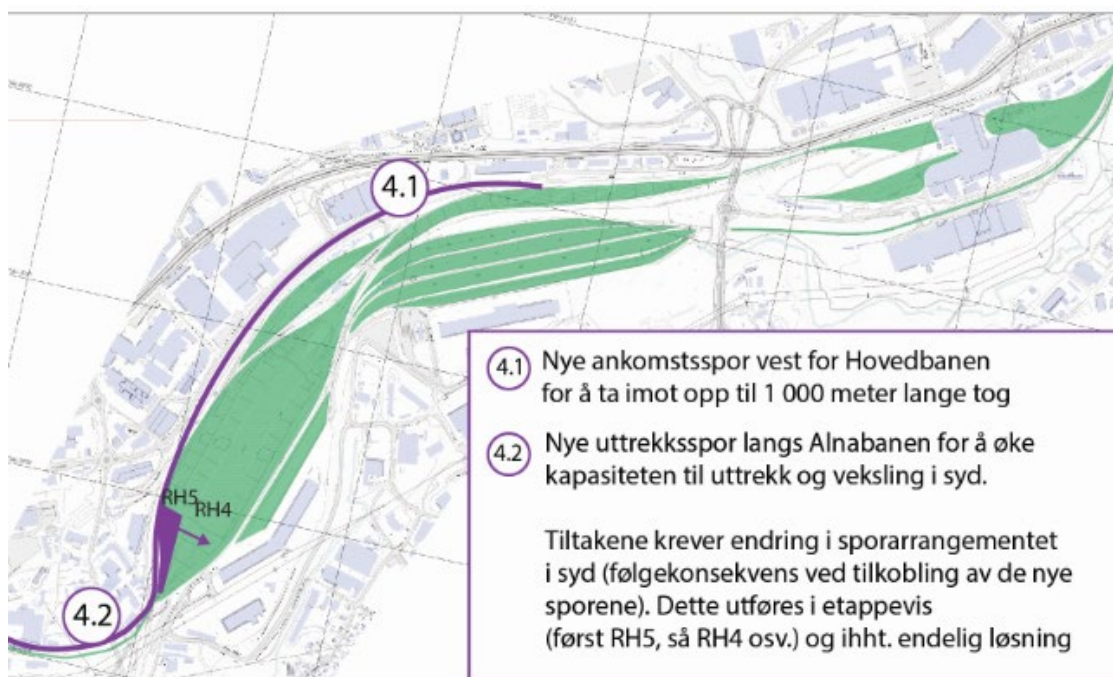 4.1
RH5
RH4
4.2
4.1 Nye ankomstsspor vest for Hovedbanen
for å ta imot opp til 1 000 meter lange tog
4.2 Nye uttrekksspor langs Alnabanen for å øke
kapasiteten til uttrekk og veksling i syd.
Tiltakene krever endring i sporarrangementet
i syd (følgekonsekvens ved tilkobling av de nye
sporene). Dette utføres i etappevis
(først RH5, så RH4 osv.) og ihht. endelig løsning